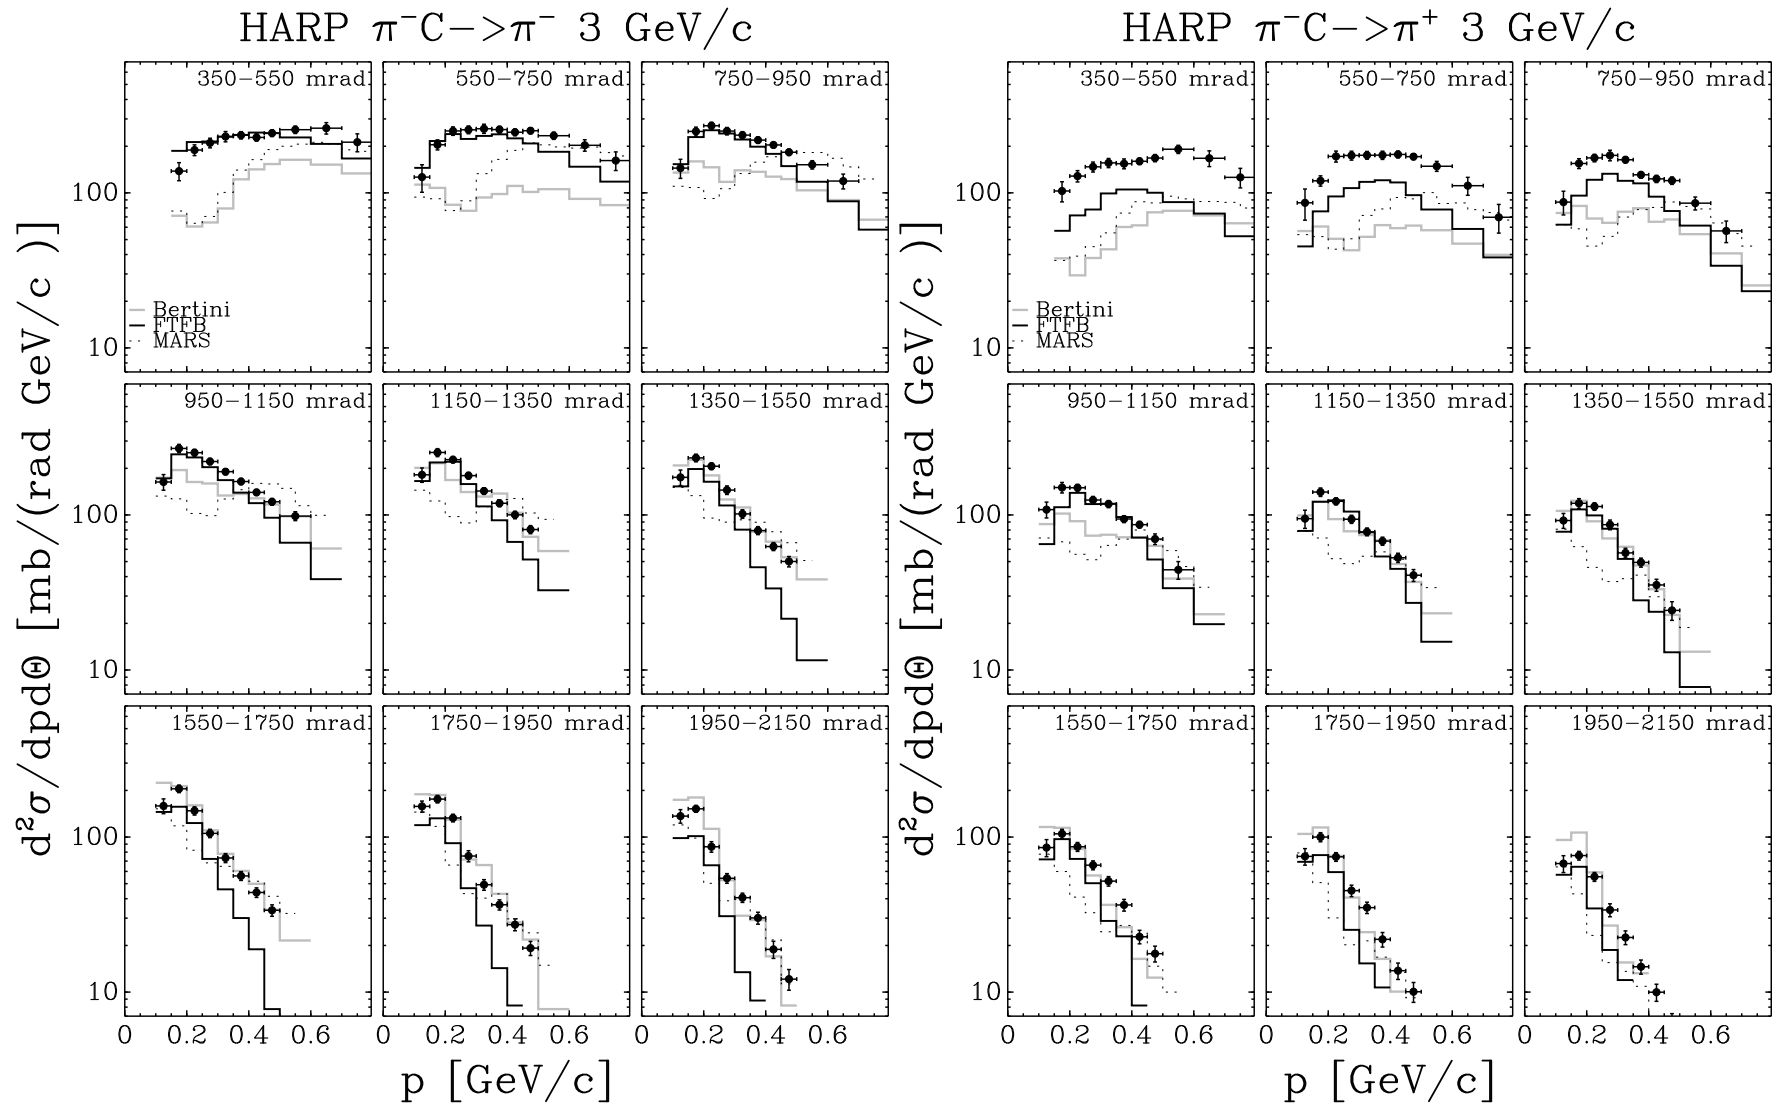 HARP π⁻C−>π⁻ 3 GeV/c
d²σ/dpdΘ [mb/(rad GeV/c )]
350−550 mrad
550−750 mrad
750−950 mrad
100
10
Bertini
FTFB
MARS
950−1150 mrad
1150−1350 mrad
1350−1550 mrad
100
10
1550−1750 mrad
1750−1950 mrad
1950−2150 mrad
100
10
0 0.2 0.4 0.6 0 0.2 0.4 0.6 0 0.2 0.4 0.6
p [GeV/c]
HARP π⁻C−>π⁺ 3 GeV/c
d²σ/dpdΘ [mb/(rad GeV/c )]
350−550 mrad
550−750 mrad
750−950 mrad
100
10
Bertini
FTFB
MARS
950−1150 mrad
1150−1350 mrad
1350−1550 mrad
100
10
1550−1750 mrad
1750−1950 mrad
1950−2150 mrad
100
10
0 0.2 0.4 0.6 0 0.2 0.4 0.6 0 0.2 0.4 0.6
p [GeV/c]